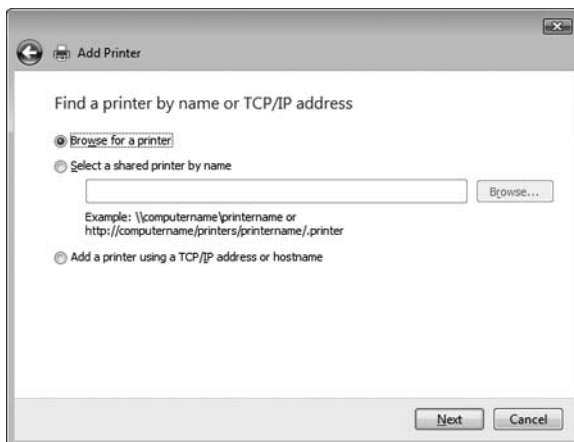 Add Printer
Find a printer by name or TCP/IP address
Browse for a printer
Select a shared printer by name
Browse...
Example: \\computername\printername or
http://computername/printers/printername/.printer
Add a printer using a TCP/IP address or hostname
Next Cancel